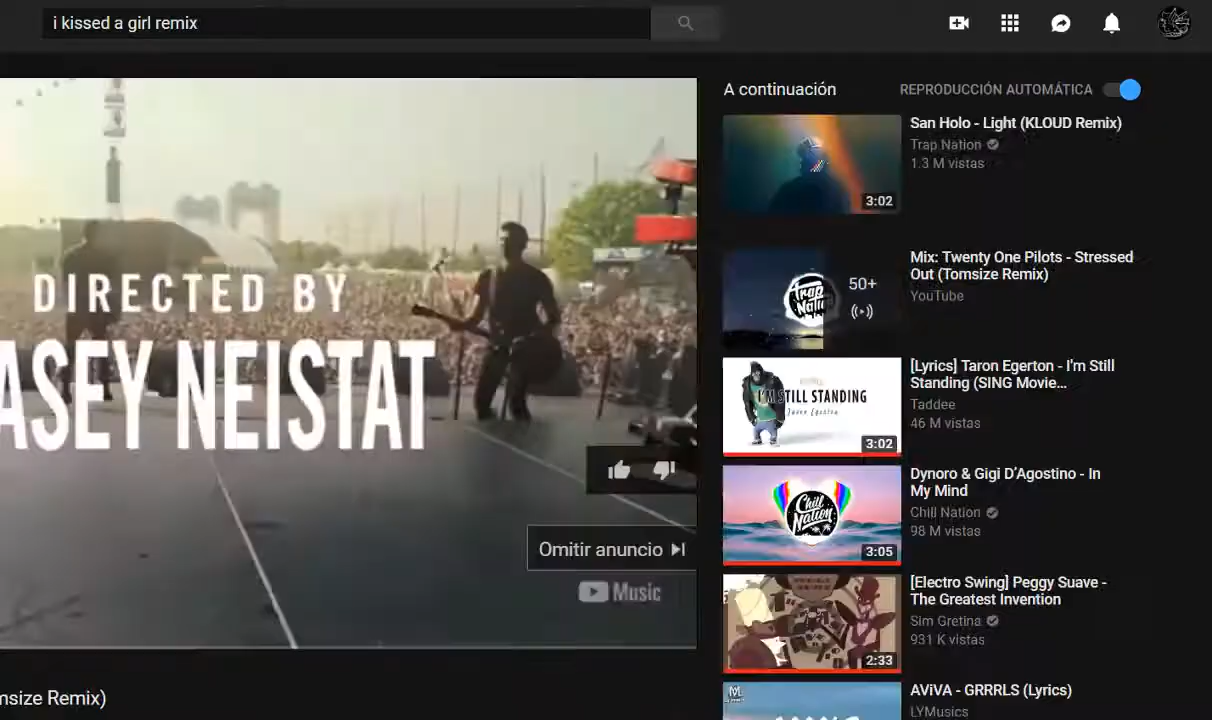 i kissed a girl remix
DIRECTED BY
ASEY NEISTAT
Omitir anuncio
Music
msize Remix)
A continuación
REPRODUCCIÓN AUTOMÁTICA
San Holo - Light (KLOUD Remix)
Trap Nation
1.3 M vistas
3:02
Mix: Twenty One Pilots - Stressed
Out (Tomsize Remix)
YouTube
Trap
50+
[Lyrics] Taron Egerton - I'm Still
Standing (SING Movie...
Taddee
46 M vistas
I'M STILL STANDING
3:02
Dynoro & Gigi D'Agostino - In
My Mind
Chill Nation
98 M vistas
Chill
Nation
3:05
[Electro Swing] Peggy Suave -
The Greatest Invention
Sim Gretina
931 K vistas
2:33
AViVA - GRRRLS (Lyrics)
LYMusics